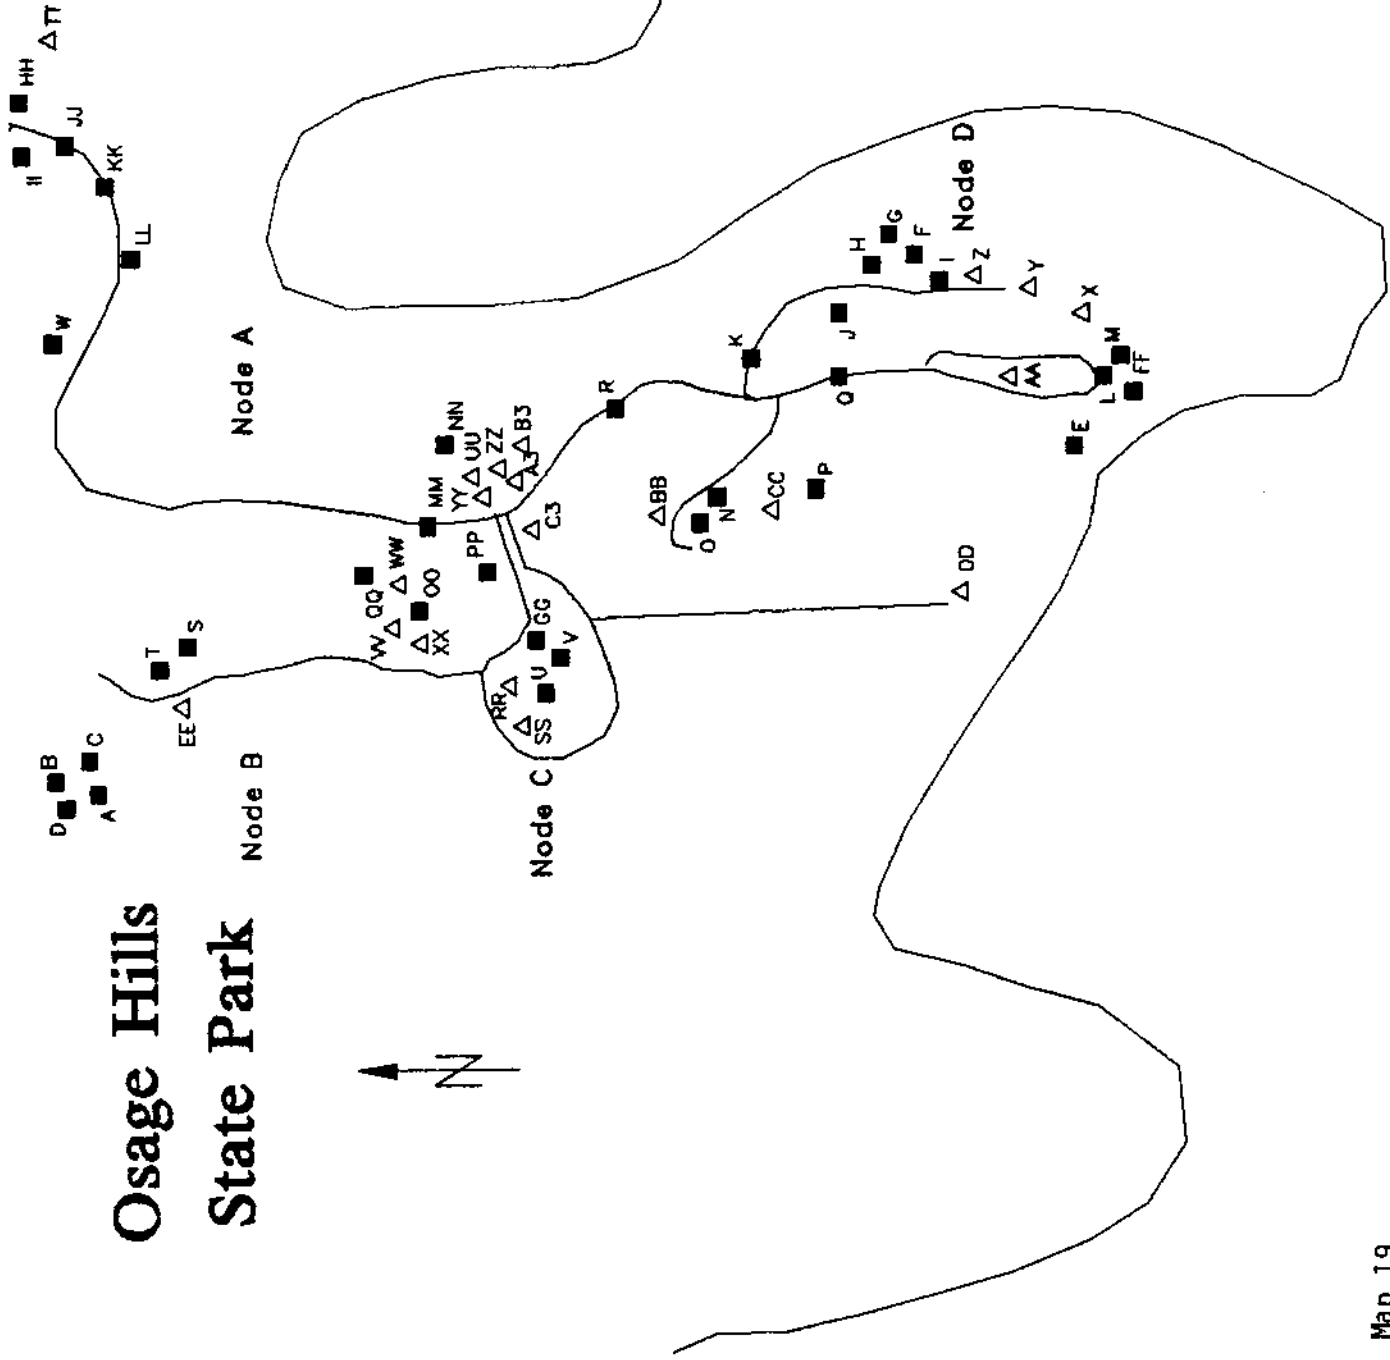 Osage Hills
State Park
Node A
Node B
Node C
Node D
N
TT
HH
II
JJ
KK
LL
W
MM
NN
UU
YY
ZZ
B3
C3
PP
QQ
WW
OO
VV
XX
T
S
EE
B
D
C
A
GG
V
U
RR
SS
R
K
H
G
F
I
Z
Y
X
J
Q
AA
M
L
FF
E
BB
O
N
CC
P
DD
Map 19